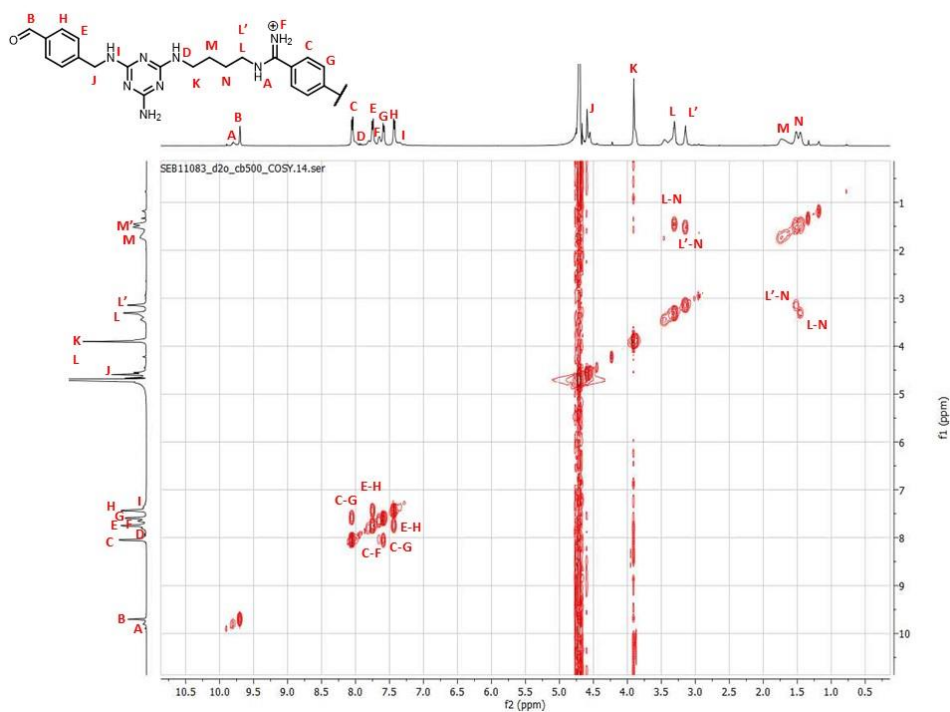 B H E O I H N N N N N NH₂ J H N D M N K L' L N H A ⊕ F NH₂ C G
A B C D E F G H I J K L L' M N
SEB11083_d2o_cb500_COSY.14.ser
M'
M
L'
L
K
L
J
I
H
G
E F
D
C
B
A
L-N
L'-N
L'-N
L-N
C-G E-H
E-H
C-F C-G
1
2
3
4
5
6
7
8
9
10
f1 (ppm)
10.5 10.0 9.5 9.0 8.5 8.0 7.5 7.0 6.5 6.0 5.5 5.0 4.5 4.0 3.5 3.0 2.5 2.0 1.5 1.0 0.5
f2 (ppm)